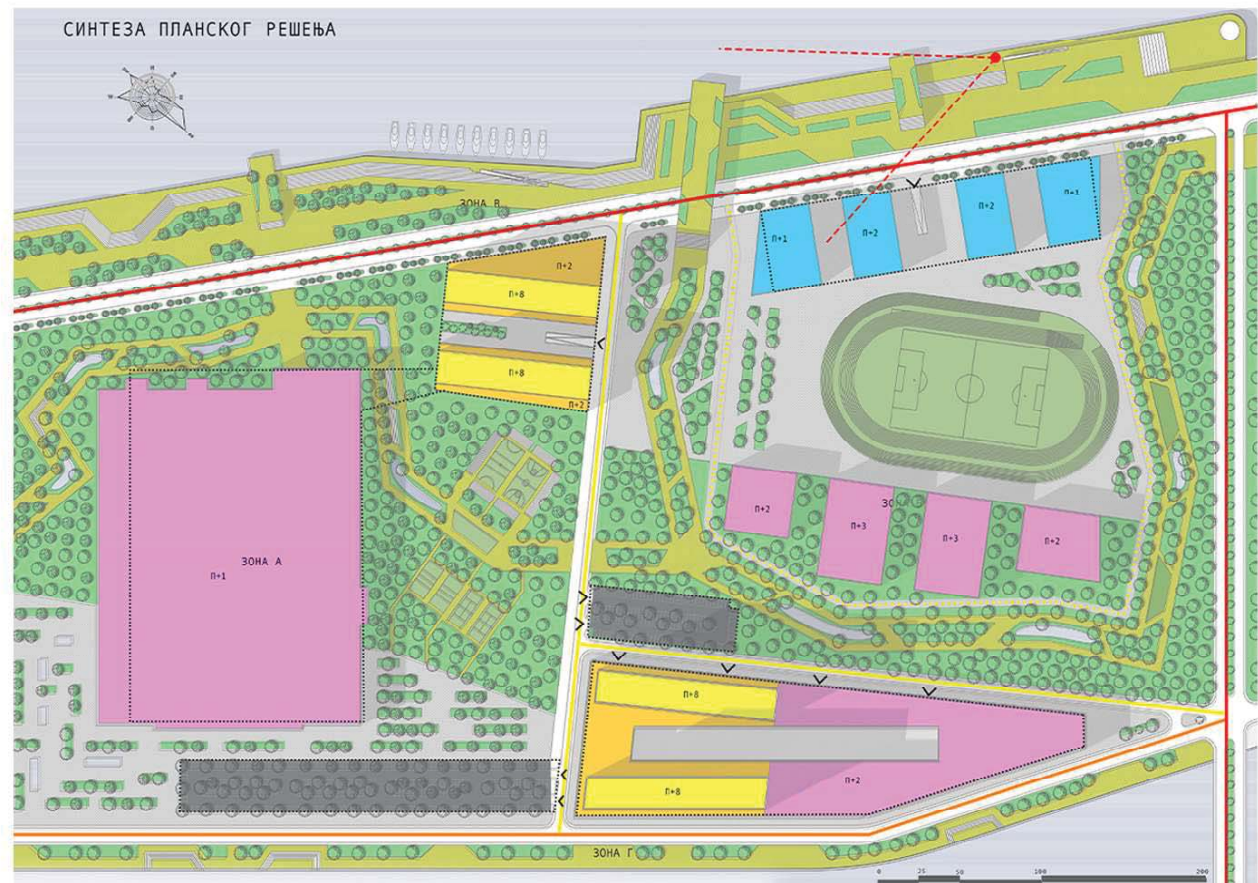 СИНТЕЗА ПЛАНСКОГ РЕШЕЊА
ЗОНА В
П+1
П+2
П+2
П+1
П+2
П+8
П+8
П+2
ЗОНА А
П+1
П+2
П+3
П+3
П+2
П+8
П+2
П+8
ЗОНА Г
0 25 50 100 200